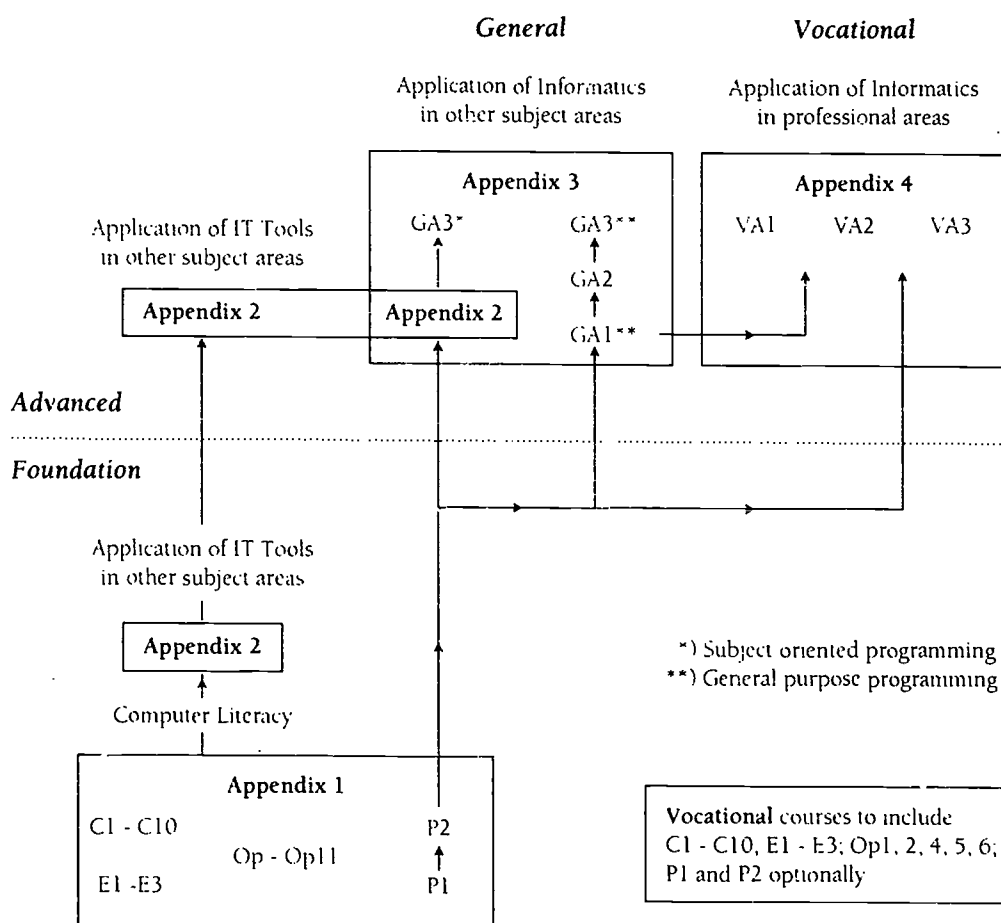 General
Vocational
Application of Informatics
in other subject areas
Application of Informatics
in professional areas
Appendix 3
Appendix 4
GA3*
GA3**
VA1
VA2
VA3
Application of IT Tools
in other subject areas
GA2
Appendix 2
Appendix 2
GA1**
Advanced
Foundation
Application of IT Tools
in other subject areas
Appendix 2
*) Subject oriented programming
**) General purpose programming
Computer Literacy
Appendix 1
C1 - C10
P2
Op - Op11
E1 -E3
P1
Vocational courses to include
C1 - C10, E1 - E3; Op1, 2, 4, 5, 6;
P1 and P2 optionally